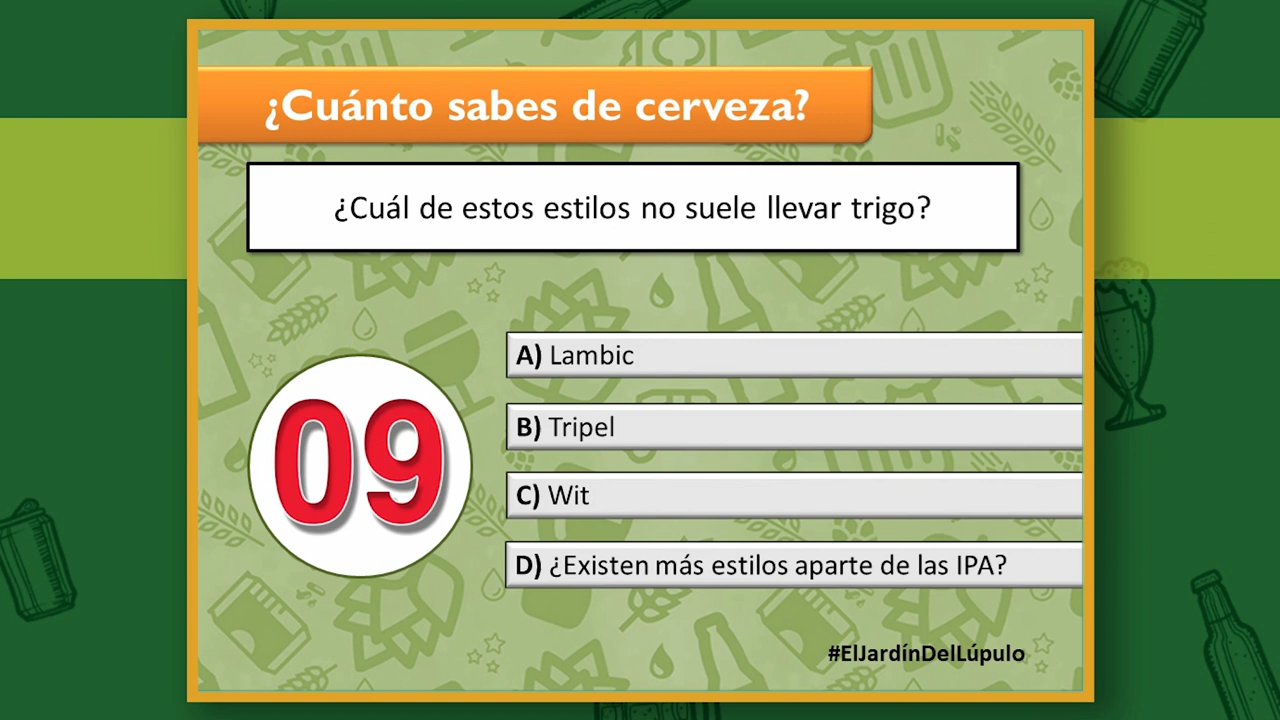 ¿Cuánto sabes de cerveza?
¿Cuál de estos estilos no suele llevar trigo?
A) Lambic
B) Tripel
C) Wit
D) ¿Existen más estilos aparte de las IPA?
09
#ElJardínDelLúpulo